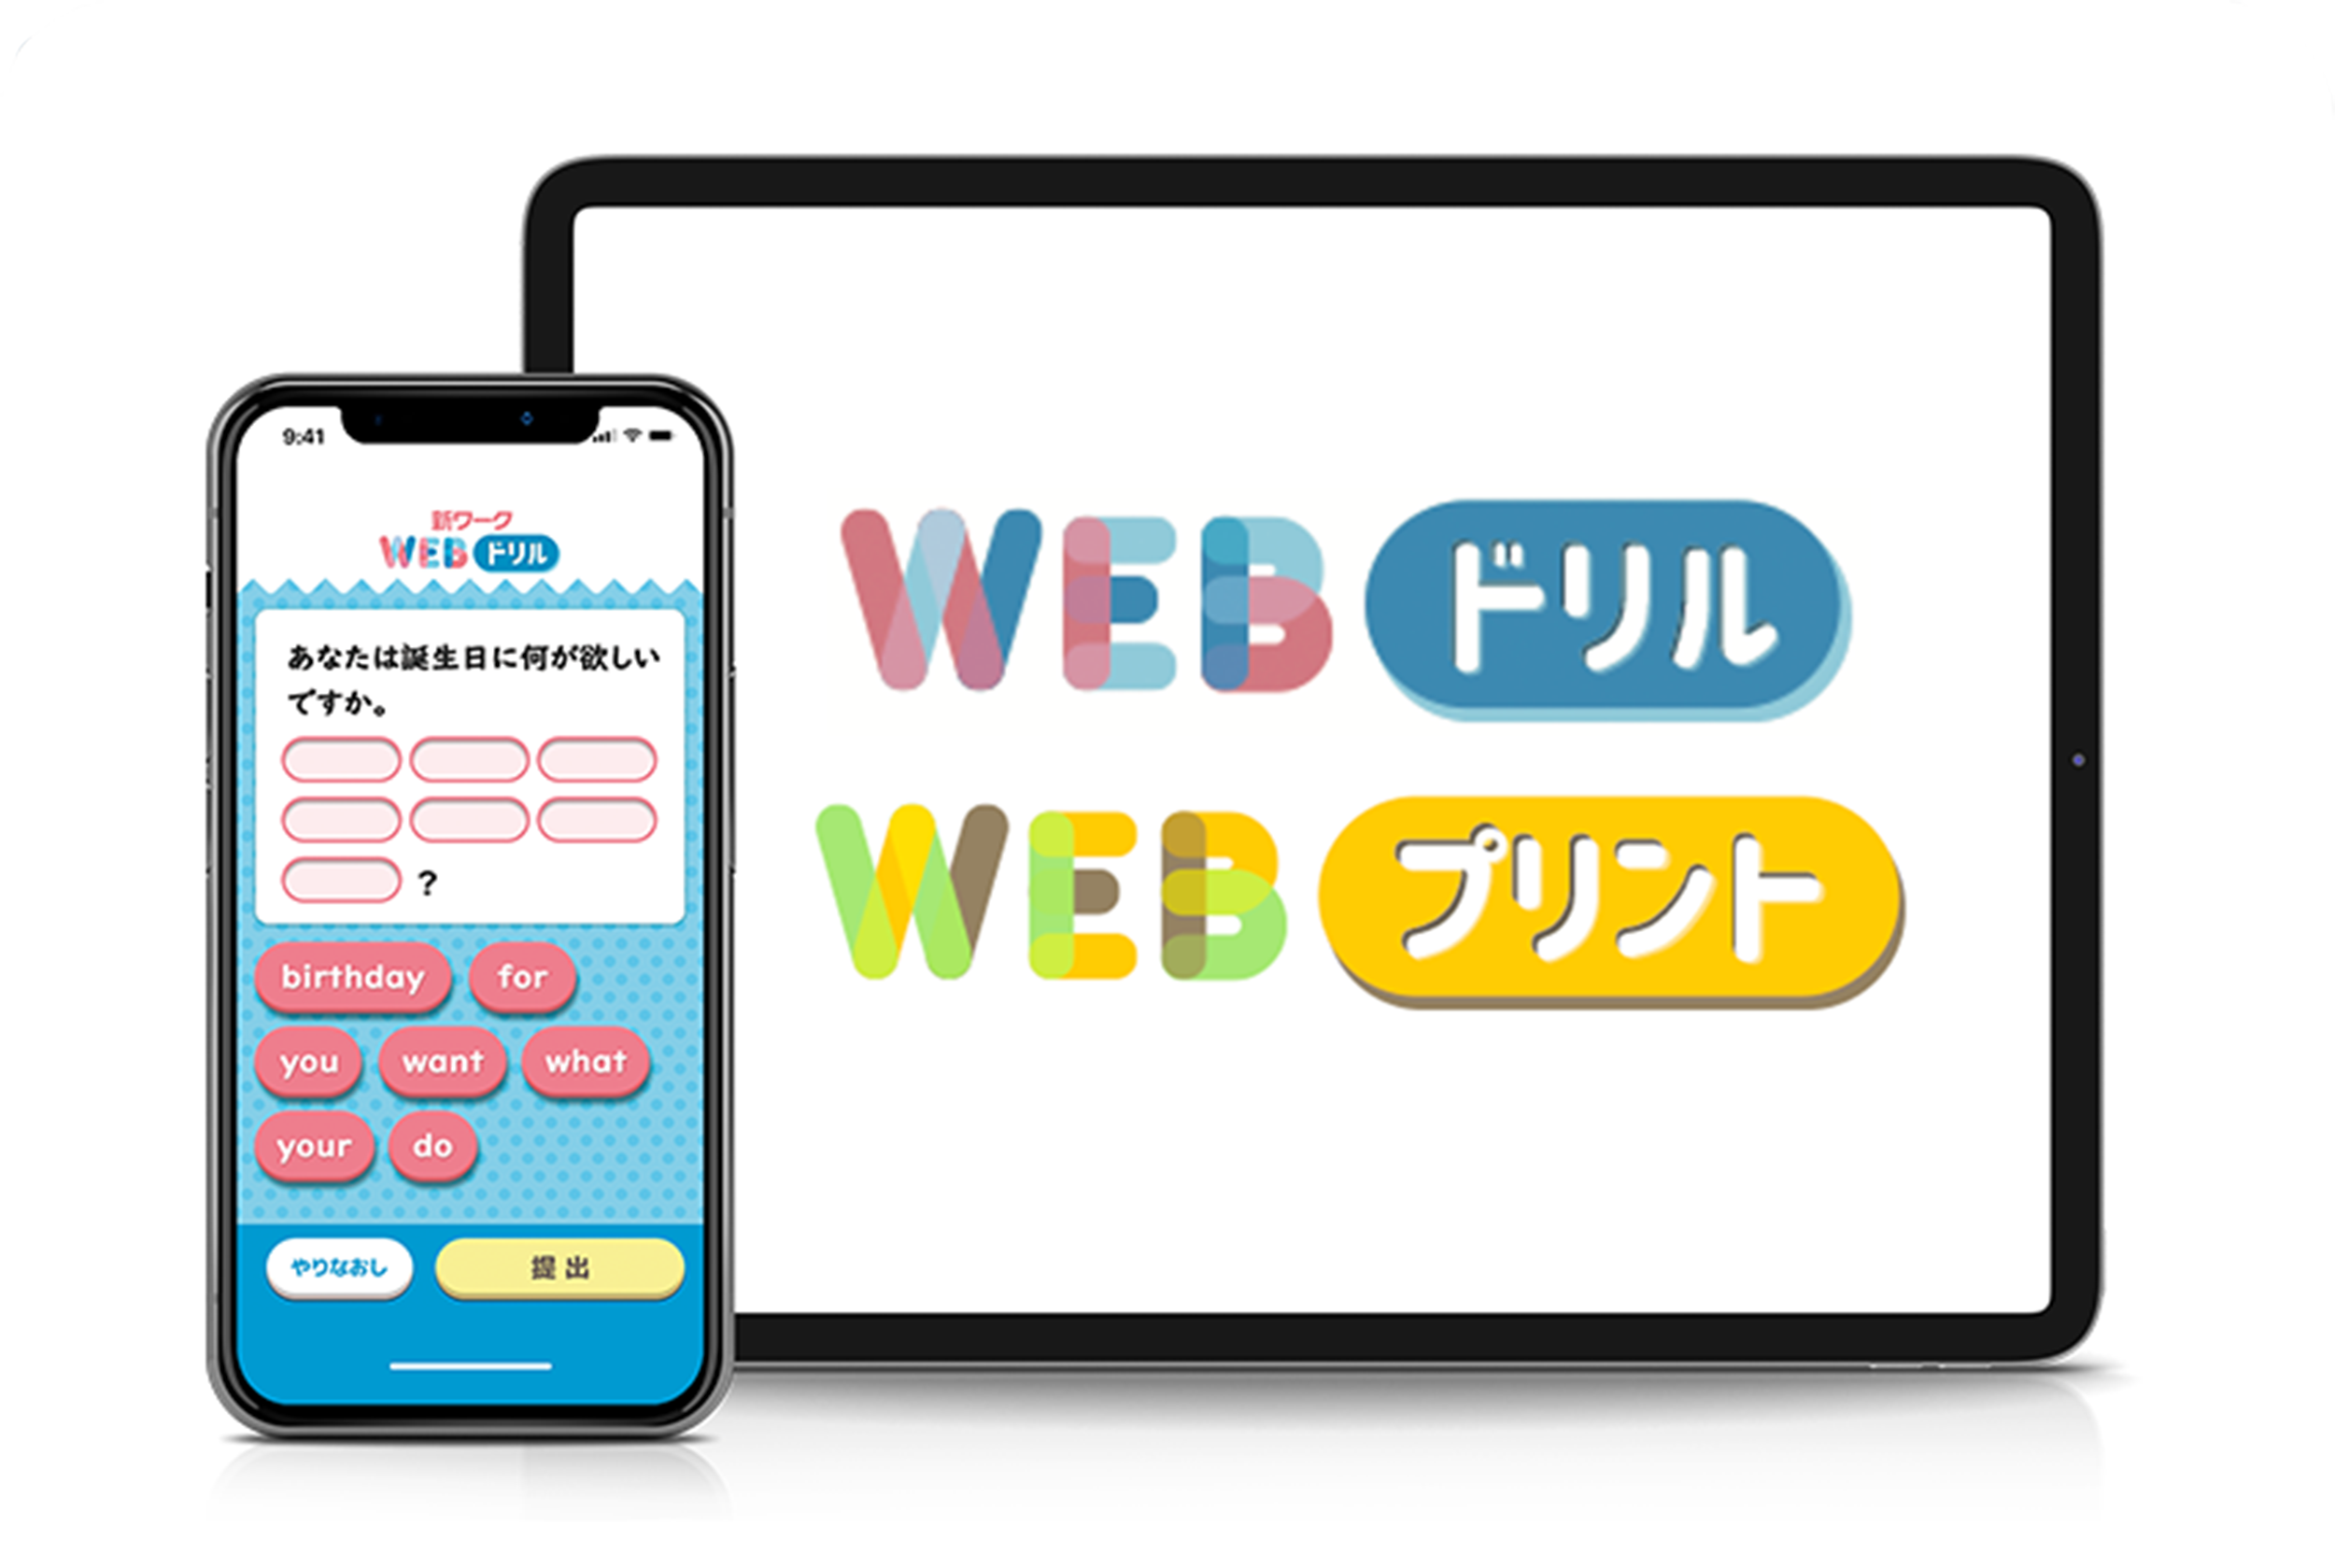 9:41
新ワーク
WEB ドリル
あなたは誕生日に何が欲しい
ですか。
?
birthday for
you want what
your do
やりなおし 提出
WEB ドリル
WEB プリント